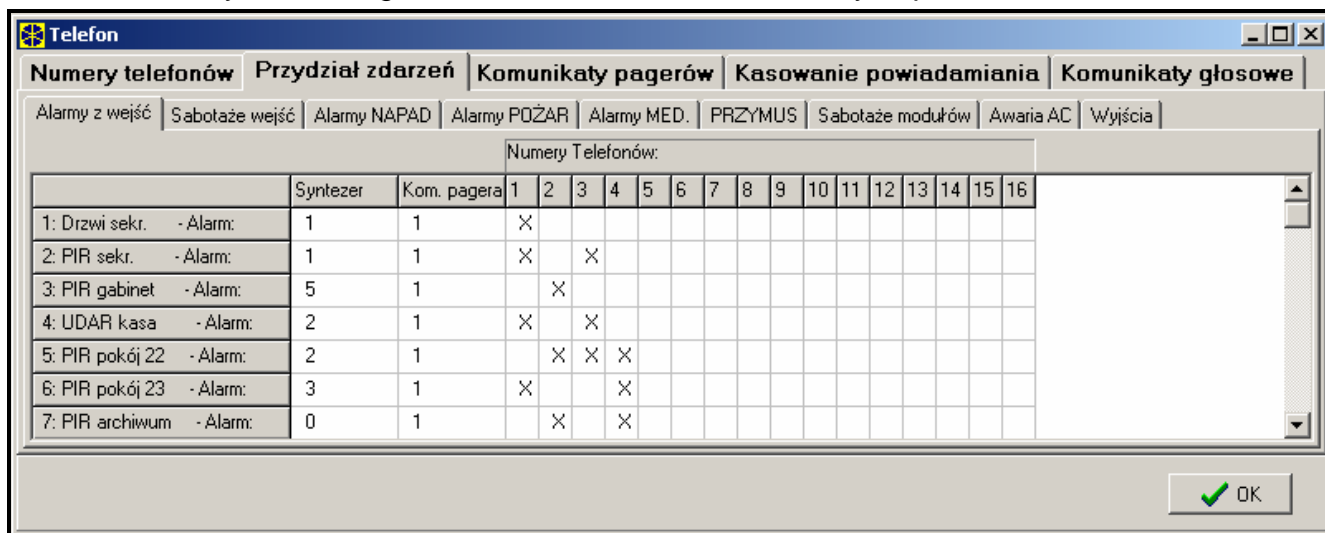 Telefon
Numery telefonów Przydział zdarzeń Komunikaty pagerów Kasowanie powiadamiania Komunikaty głosowe
Alarmy z wejść Sabotaże wejść Alarmy NAPAD Alarmy POŻAR Alarmy MED. PRZYMUS Sabotaże modułów Awaria AC Wyjścia
Numery Telefonów:
Syntezer Kom. pagera 1 2 3 4 5 6 7 8 9 10 11 12 13 14 15 16
1: Drzwi sekr. - Alarm: 1 1 X
2: PIR sekr. - Alarm: 1 1 X X
3: PIR gabinet - Alarm: 5 1 X
4: UDAR kasa - Alarm: 2 1 X X
5: PIR pokój 22 - Alarm: 2 1 X X X
6: PIR pokój 23 - Alarm: 3 1 X X
7: PIR archiwum - Alarm: 0 1 X X
OK